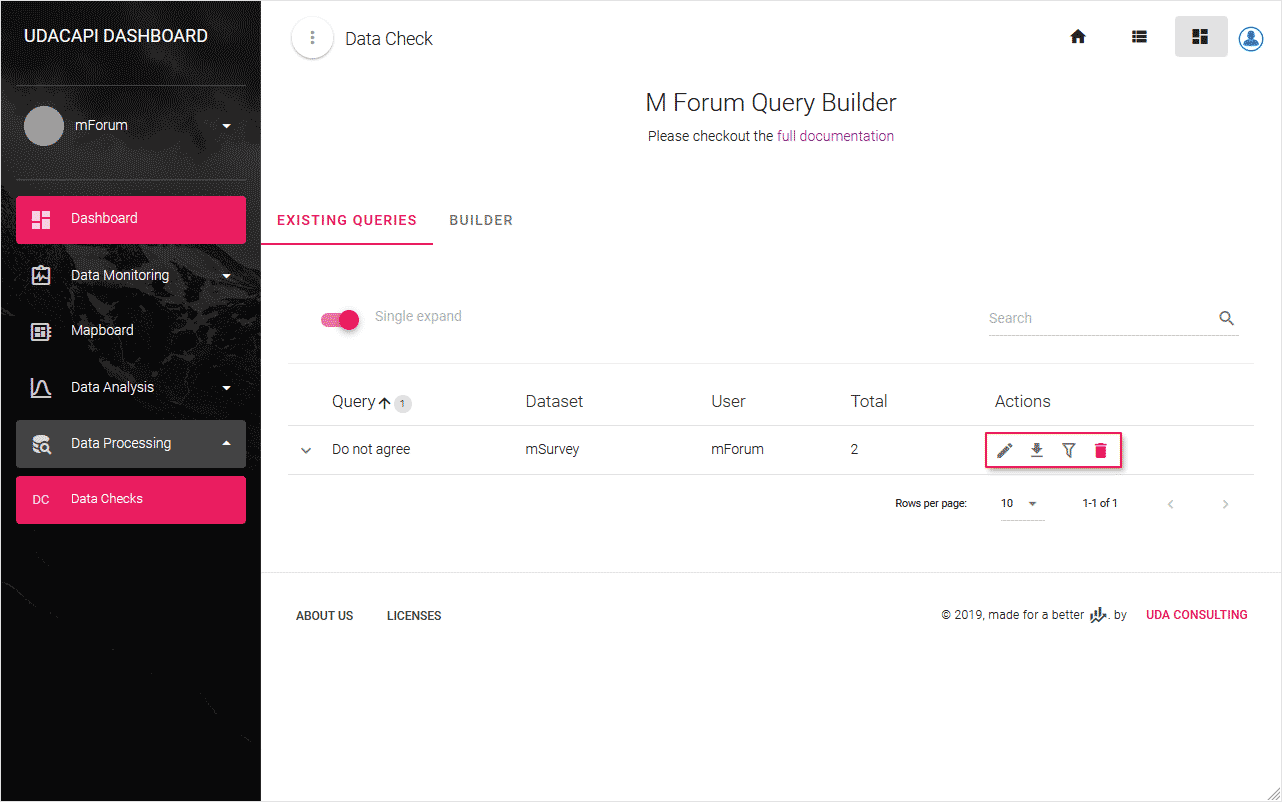 UDACAPI DASHBOARD
mForum
Dashboard
Data Monitoring
Mapboard
Data Analysis
Data Processing
DC Data Checks
Data Check
M Forum Query Builder
Please checkout the full documentation
EXISTING QUERIES BUILDER
Single expand
Search
Query 1 Dataset User Total Actions
Do not agree mSurvey mForum 2
Rows per page: 10 1-1 of 1
ABOUT US LICENSES
© 2019, made for a better . by UDA CONSULTING